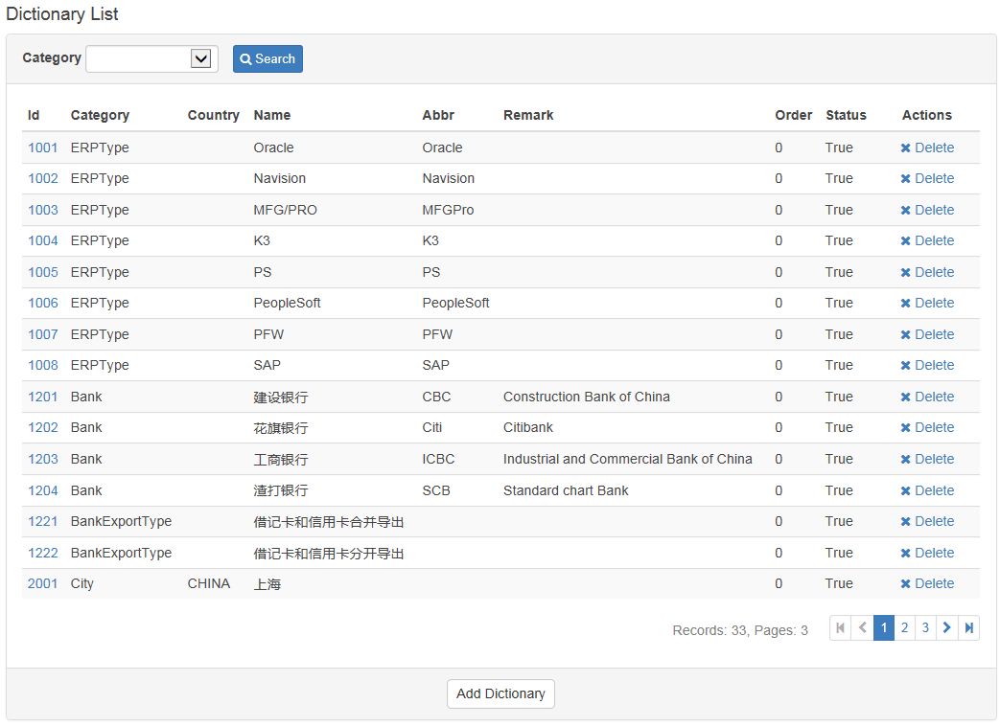 Dictionary List
Category Search
Id Category Country Name Abbr Remark Order Status Actions
1001 ERPType Oracle Oracle 0 True Delete
1002 ERPType Navision Navision 0 True Delete
1003 ERPType MFG/PRO MFGPro 0 True Delete
1004 ERPType K3 K3 0 True Delete
1005 ERPType PS PS 0 True Delete
1006 ERPType PeopleSoft PeopleSoft 0 True Delete
1007 ERPType PFW PFW 0 True Delete
1008 ERPType SAP SAP 0 True Delete
1201 Bank 建设银行 CBC Construction Bank of China 0 True Delete
1202 Bank 花旗银行 Citi Citibank 0 True Delete
1203 Bank 工商银行 ICBC Industrial and Commercial Bank of China 0 True Delete
1204 Bank 渣打银行 SCB Standard chart Bank 0 True Delete
1221 BankExportType 借记卡和信用卡合并导出 0 True Delete
1222 BankExportType 借记卡和信用卡分开导出 0 True Delete
2001 City CHINA 上海 0 True Delete
Records: 33, Pages: 3 1 2 3
Add Dictionary